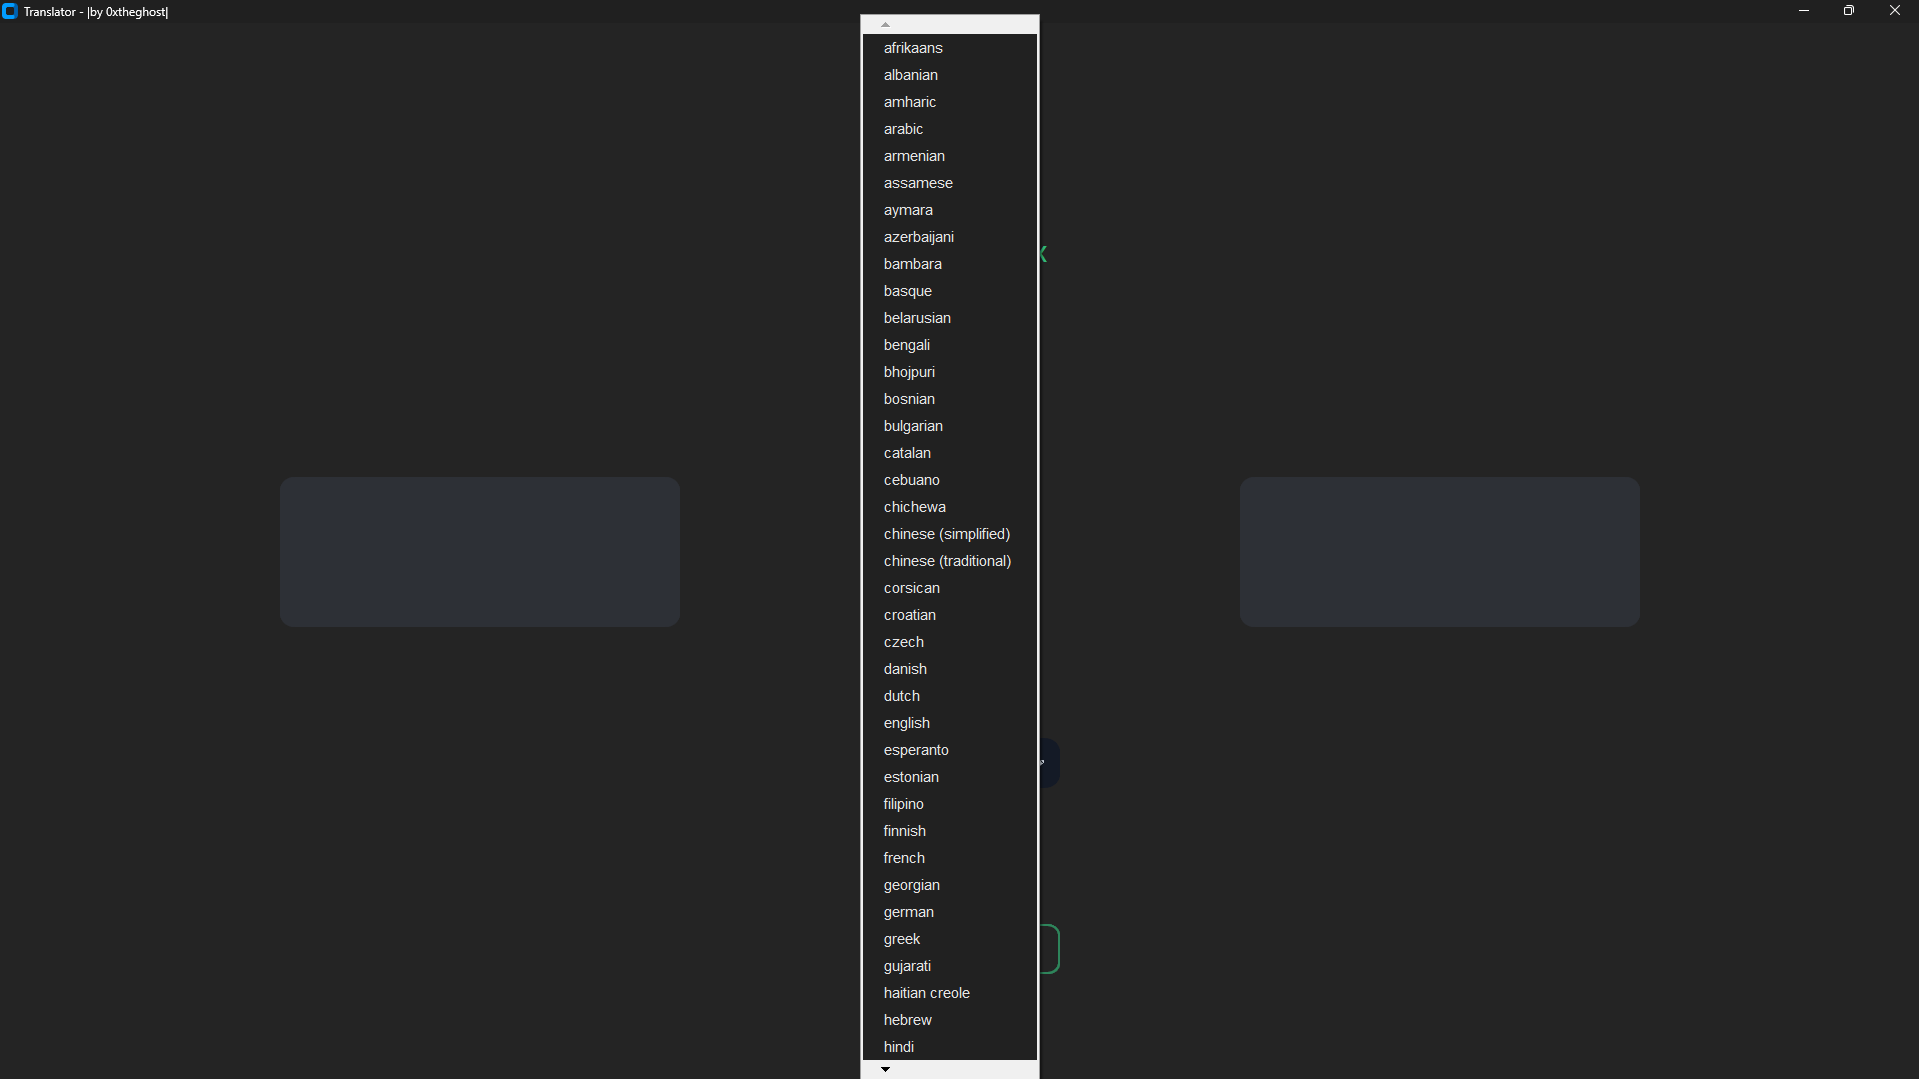 Translator - |by 0xtheghost|
afrikaans
albanian
amharic
arabic
armenian
assamese
aymara
azerbaijani
bambara
basque
belarusian
bengali
bhojpuri
bosnian
bulgarian
catalan
cebuano
chichewa
chinese (simplified)
chinese (traditional)
corsican
croatian
czech
danish
dutch
english
esperanto
estonian
filipino
finnish
french
georgian
german
greek
gujarati
haitian creole
hebrew
hindi